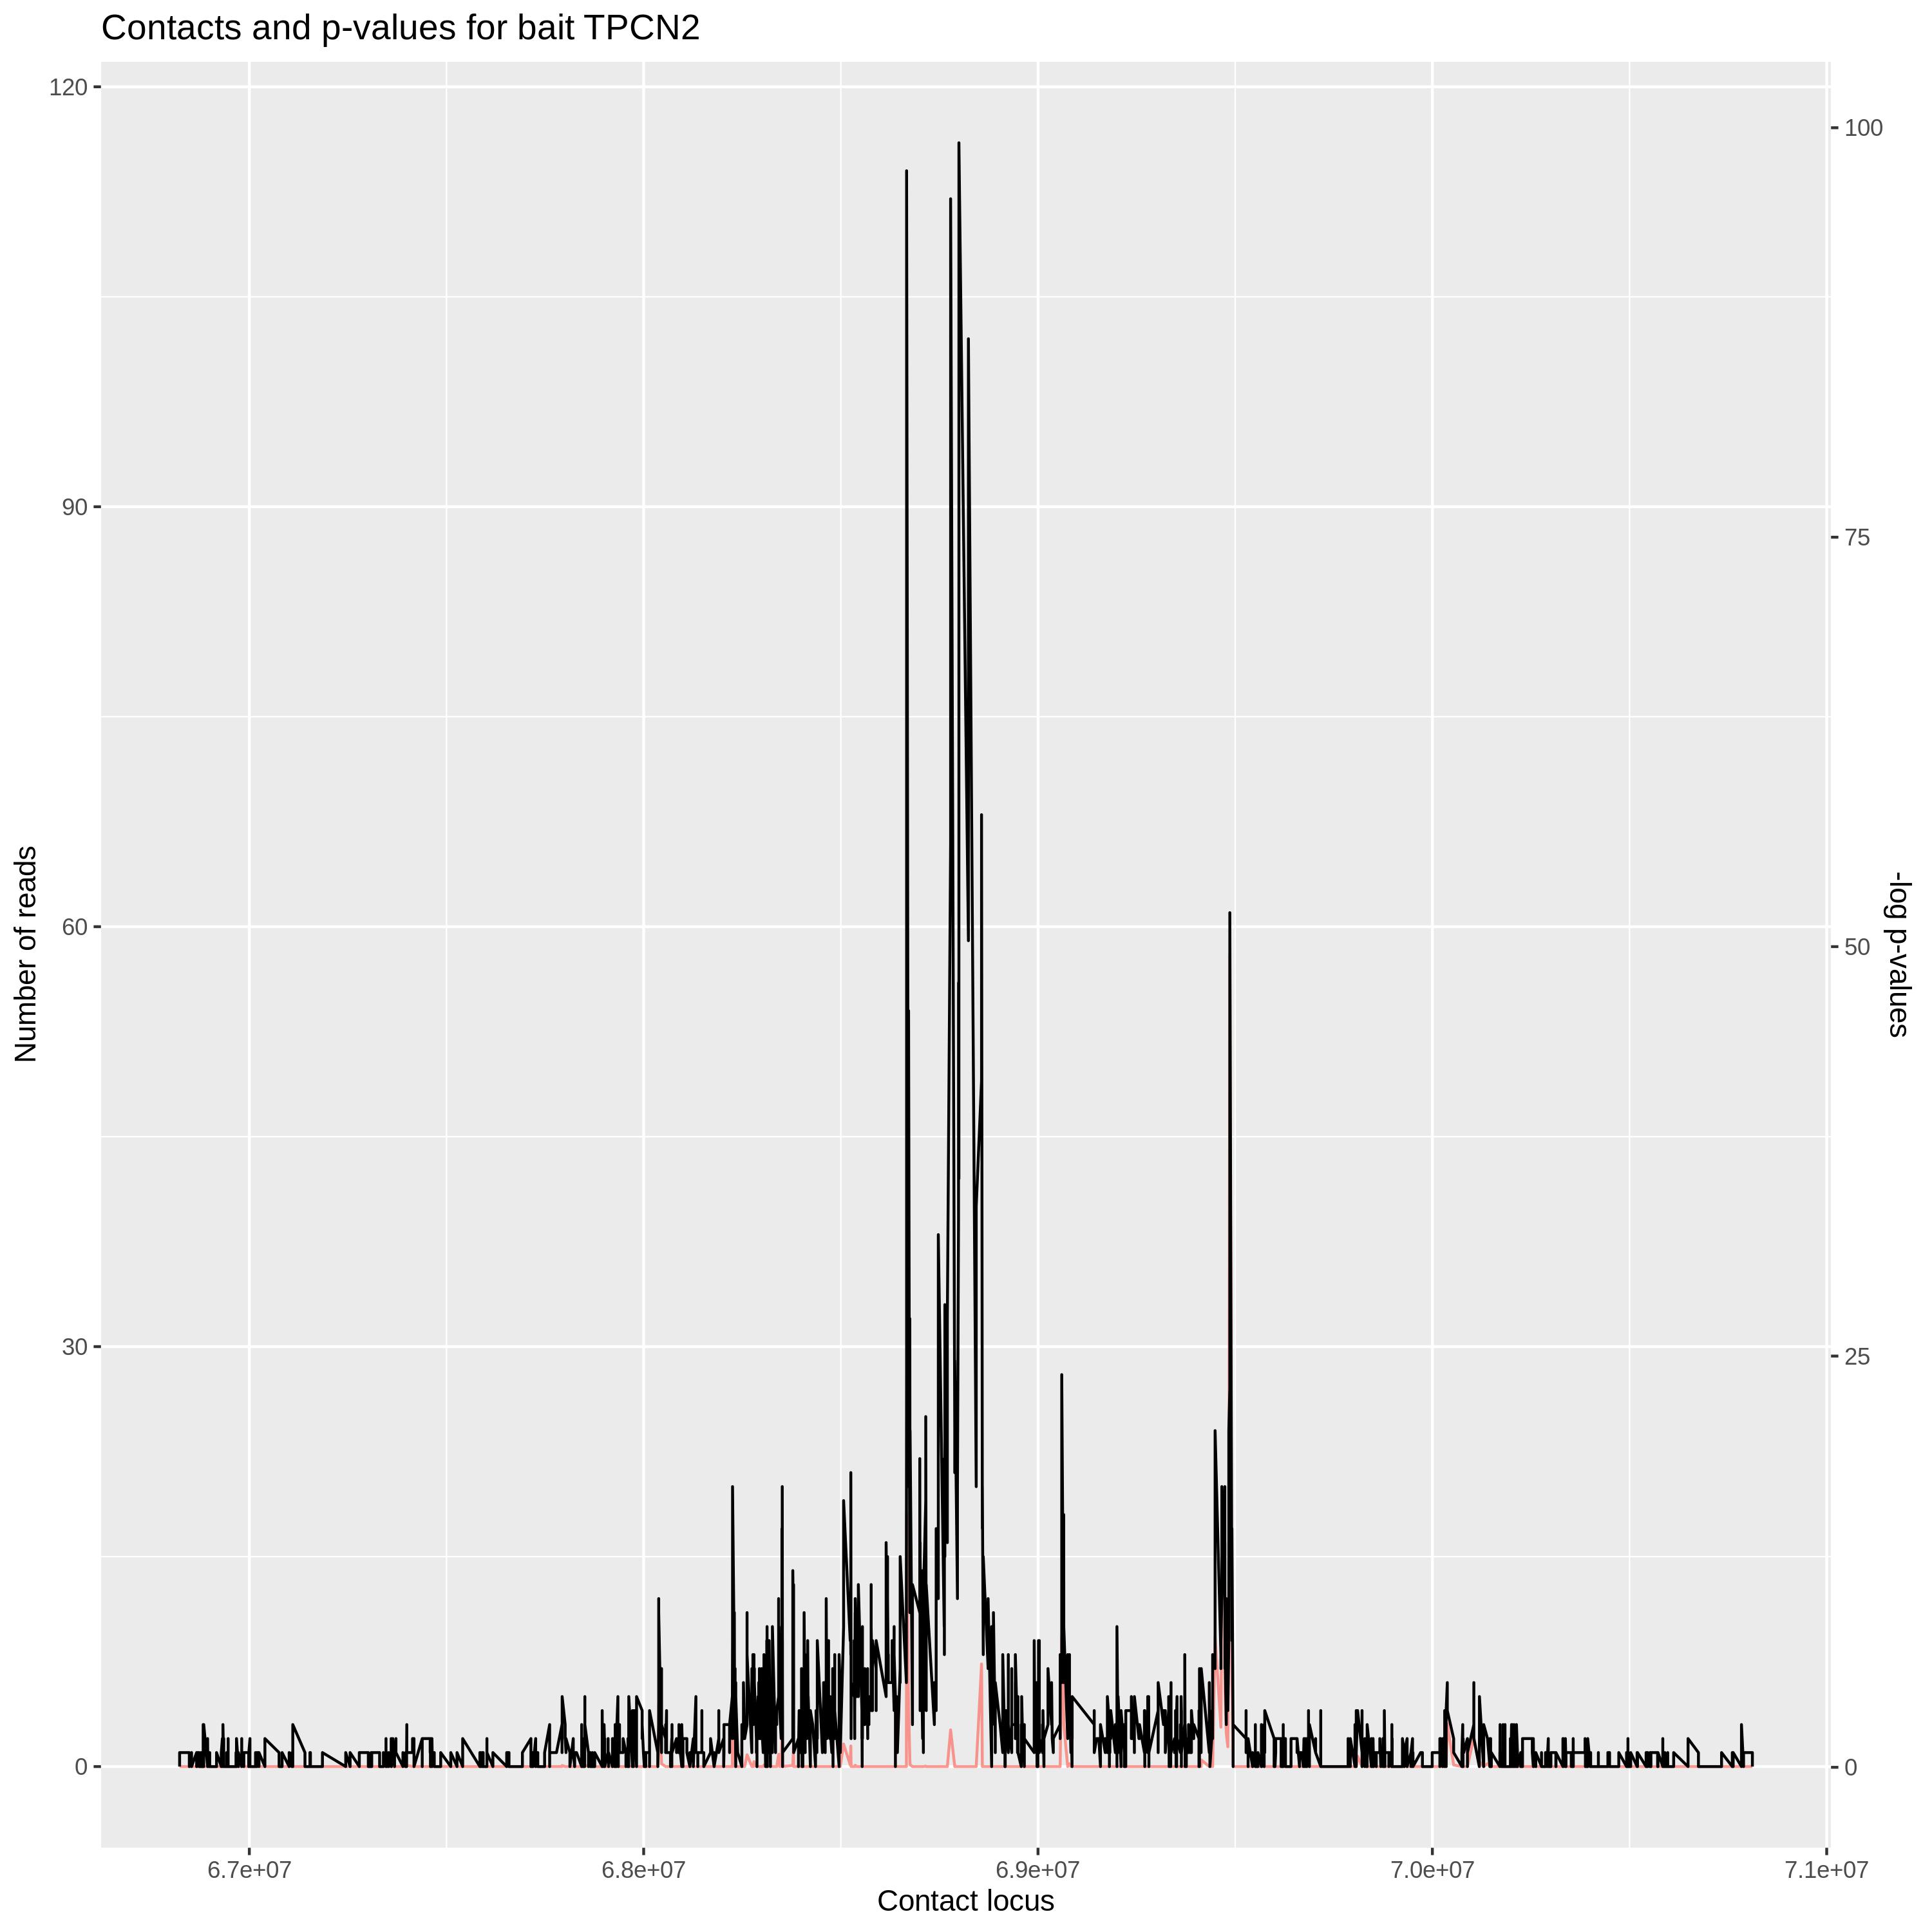 Contacts and p-values for bait TPCN2
120
90
60
30
0
Number of reads
100
75
50
25
0
-log p-values
6.7e+07
6.8e+07
6.9e+07
7.0e+07
7.1e+07
Contact locus